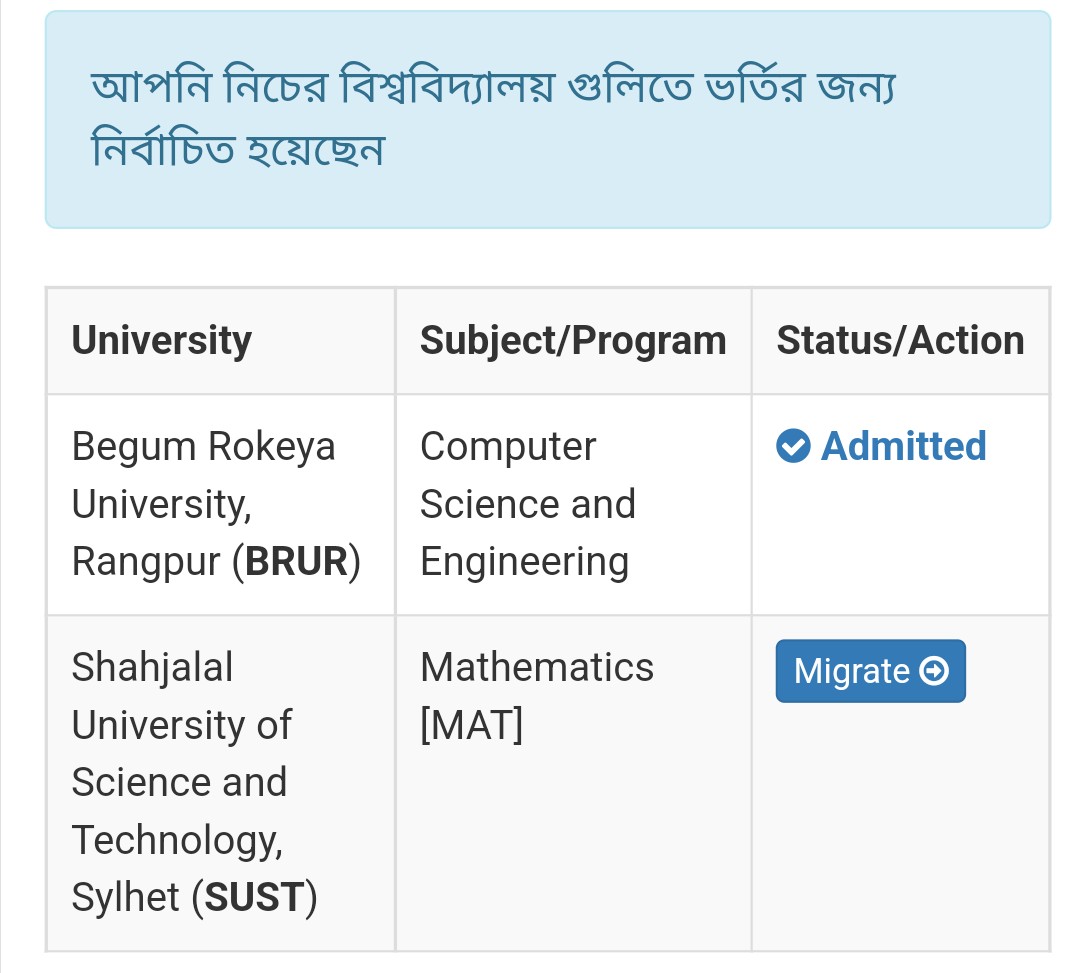 আপনি নিচের বিশ্ববিদ্যালয় গুলিতে ভর্তির জন্য
নির্বাচিত হয়েছেন
University Subject/Program Status/Action
Begum Rokeya
University,
Rangpur (BRUR)
Computer
Science and
Engineering
Admitted
Shahjalal
University of
Science and
Technology,
Sylhet (SUST)
Mathematics
[MAT]
Migrate